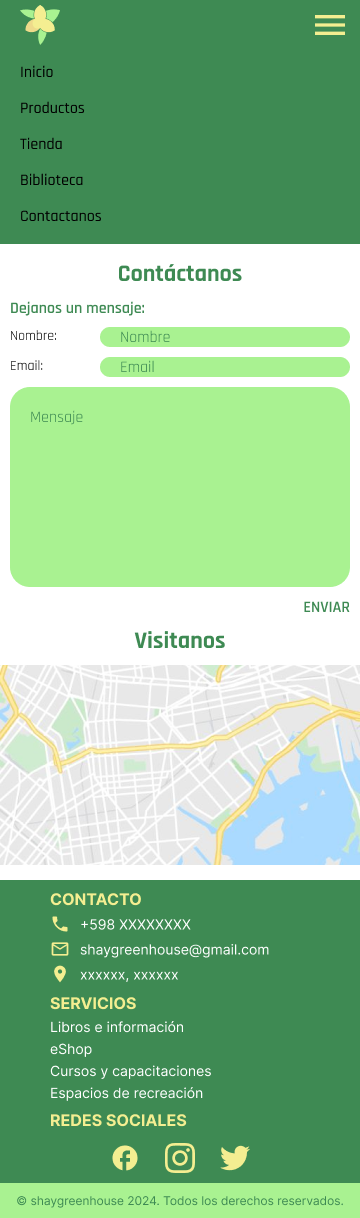 Inicio
Productos
Tienda
Biblioteca
Contactanos
Contáctanos
Dejanos un mensaje:
Nombre:
Nombre
Email:
Email
Mensaje
ENVIAR
Visitanos
CONTACTO
+598 XXXXXXXX
shaygreenhouse@gmail.com
xxxxxx, xxxxxx
SERVICIOS
Libros e información
eShop
Cursos y capacitaciones
Espacios de recreación
REDES SOCIALES
© shaygreenhouse 2024. Todos los derechos reservados.